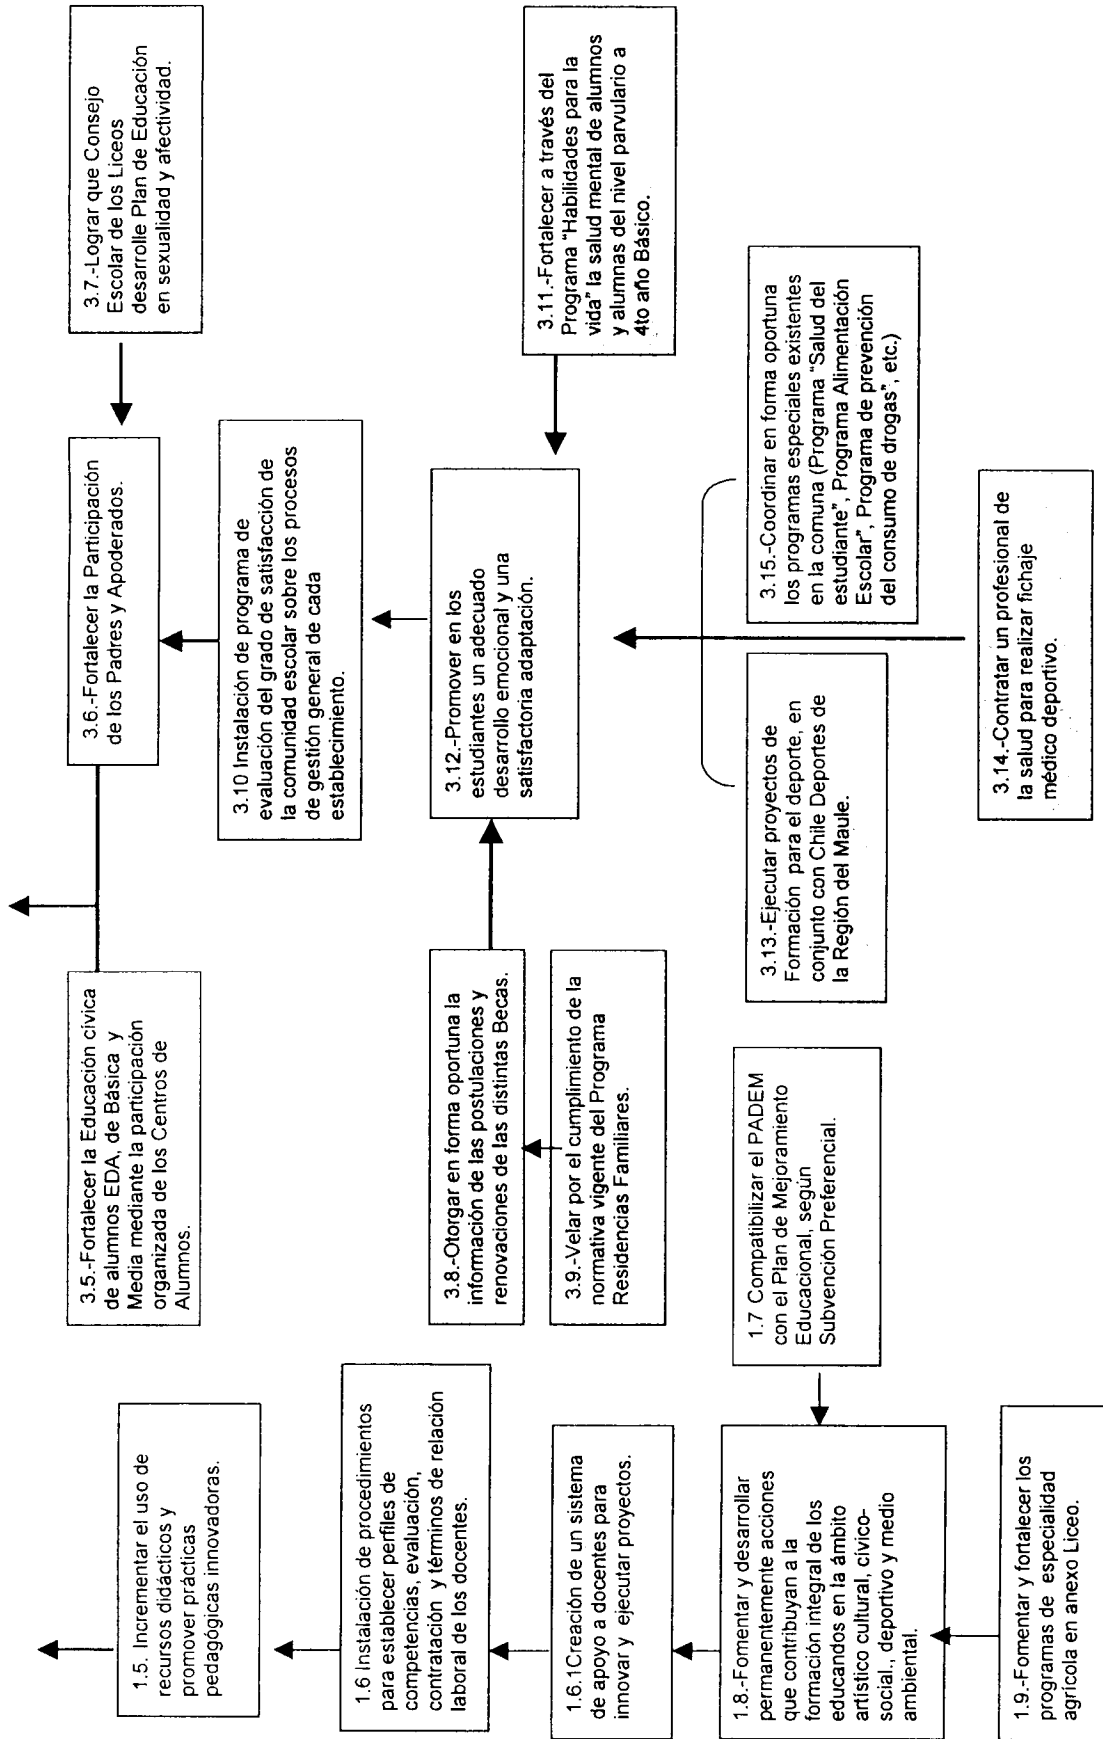 1.5. Incrementar el uso de
recursos didácticos y
promover prácticas
pedagógicas innovadoras.
1.6 Instalación de procedimientos
para establecer perfiles de
competencias, evaluación,
contratación y términos de relación
laboral de los docentes.
1.6.1Creación de un sistema
de apoyo a docentes para
innovar y ejecutar proyectos.
1.8.-Fomentar y desarrollar
permanentemente acciones
que contribuyan a la
formación integral de los
educandos en la ámbito
artístico cultural, cívico-
social., deportivo y medio
ambiental.
1.9.-Fomentar y fortalecer los
programas de especialidad
agrícola en anexo Liceo.
1.7 Compatibilizar el PADEM
con el Plan de Mejoramiento
Educacional, según
Subvención Preferencial.
3.5.-Fortalecer la Educación cívica
de alumnos EDA, de Básica y
Media mediante la participación
organizada de los Centros de
Alumnos.
3.8.-Otorgar en forma oportuna la
información de las postulaciones y
renovaciones de las distintas Becas.
3.9.-Velar por el cumplimiento de la
normativa vigente del Programa
Residencias Familiares.
3.6.-Fortalecer la Participación
de los Padres y Apoderados.
3.10 Instalación de programa de
evaluación del grado de satisfacción de
la comunidad escolar sobre los procesos
de gestión general de cada
establecimiento.
3.12.-Promover en los
estudiantes un adecuado
desarrollo emocional y una
satisfactoria adaptación.
3.13.-Ejecutar proyectos de
Formación para el deporte, en
conjunto con Chile Deportes de
la Región del Maule.
3.14.-Contratar un profesional de
la salud para realizar fichaje
médico deportivo.
3.7.-Lograr que Consejo
Escolar de los Liceos
desarrolle Plan de Educación
en sexualidad y afectividad.
3.11.-Fortalecer a través del
Programa "Habilidades para la
vida" la salud mental de alumnos
y alumnas del nivel parvulario a
4to año Básico.
3.15.-Coordinar en forma oportuna
los programas especiales existentes
en la comuna (Programa "Salud del
estudiante", Programa Alimentación
Escolar", Programa de prevención
del consumo de drogas", etc.)